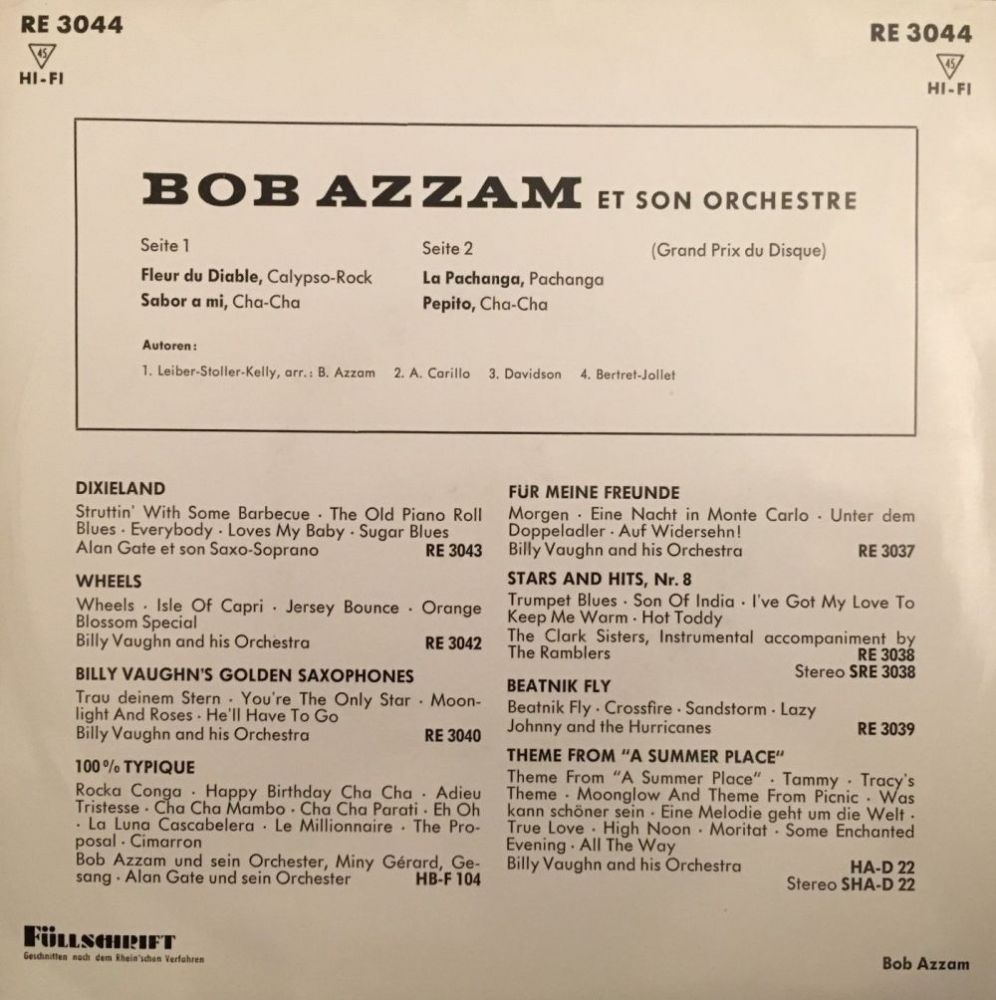 RE 3044
45
HI-FI
RE 3044
45
HI-FI
BOB AZZAM ET SON ORCHESTRE
Seite 1
Fleur du Diable, Calypso-Rock
Sabor a mi, Cha-Cha
Seite 2
La Pachanga, Pachanga
Pepito, Cha-Cha
(Grand Prix du Disque)
Autoren:
1. Leiber-Stoller-Kelly, arr.: B. Azzam 2. A. Carillo 3. Davidson 4. Bertret-Jollet
DIXIELAND
Struttin' With Some Barbecue · The Old Piano Roll
Blues · Everybody · Loves My Baby · Sugar Blues
Alan Gate et son Saxo-Soprano RE 3043
WHEELS
Wheels · Isle Of Capri · Jersey Bounce · Orange
Blossom Special
Billy Vaughn and his Orchestra RE 3042
BILLY VAUGHN'S GOLDEN SAXOPHONES
Trau deinem Stern · You're The Only Star · Moon-
light And Roses · He'll Have To Go
Billy Vaughn and his Orchestra RE 3040
100% TYPIQUE
Rocka Conga · Happy Birthday Cha Cha · Adieu
Tristesse · Cha Cha Mambo · Cha Cha Parati · Eh Oh
· La Luna Cascabelera · Le Millionnaire · The Pro-
posal · Cimarron
Bob Azzam und sein Orchester, Miny Gérard, Ge-
sang · Alan Gate und sein Orchester HB-F 104
FÜR MEINE FREUNDE
Morgen · Eine Nacht in Monte Carlo · Unter dem
Doppeladler · Auf Widersehn!
Billy Vaughn and his Orchestra RE 3037
STARS AND HITS, Nr. 8
Trumpet Blues · Son Of India · I've Got My Love To
Keep Me Warm · Hot Toddy
The Clark Sisters, Instrumental accompaniment by
The Ramblers RE 3038
Stereo SRE 3038
BEATNIK FLY
Beatnik Fly · Crossfire · Sandstorm · Lazy
Johnny and the Hurricanes RE 3039
THEME FROM “A SUMMER PLACE“
Theme From “A Summer Place“ · Tammy · Tracy's
Theme · Moonglow And Theme From Picnic · Was
kann schöner sein · Eine Melodie geht um die Welt ·
True Love · High Noon · Moritat · Some Enchanted
Evening · All The Way
Billy Vaughn and his Orchestra HA-D 22
Stereo SHA-D 22
FÜLLSCHRIFT
Geschnitten nach dem Rhein'schen Verfahren
Bob Azzam